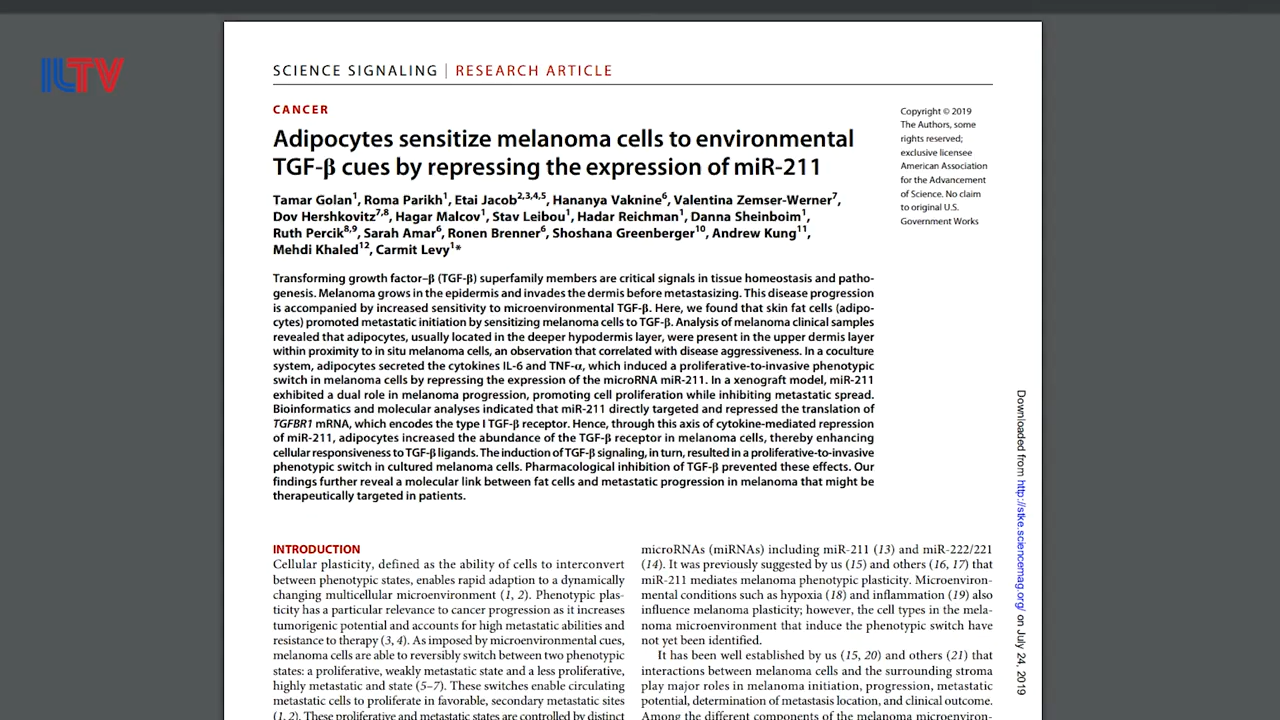 ILTV
SCIENCE SIGNALING | RESEARCH ARTICLE
CANCER
Adipocytes sensitize melanoma cells to environmental
TGF-β cues by repressing the expression of miR-211
Tamar Golan¹, Roma Parikh¹, Etai Jacob²,³,⁴,⁵, Hananya Vaknine⁶, Valentina Zemser-Werner⁷,
Dov Hershkovitz⁷,⁸, Hagar Malcov¹, Stav Leibou¹, Hadar Reichman¹, Danna Sheinboim¹,
Ruth Percik⁸,⁹, Sarah Amar⁶, Ronen Brenner⁶, Shoshana Greenberger¹⁰, Andrew Kung¹¹,
Mehdi Khaled¹², Carmit Levy¹*
Transforming growth factor–β (TGF-β) superfamily members are critical signals in tissue homeostasis and patho-
genesis. Melanoma grows in the epidermis and invades the dermis before metastasizing. This disease progression
is accompanied by increased sensitivity to microenvironmental TGF-β. Here, we found that skin fat cells (adipo-
cytes) promoted metastatic initiation by sensitizing melanoma cells to TGF-β. Analysis of melanoma clinical samples
revealed that adipocytes, usually located in the deeper hypodermis layer, were present in the upper dermis layer
within proximity to in situ melanoma cells, an observation that correlated with disease aggressiveness. In a coculture
system, adipocytes secreted the cytokines IL-6 and TNF-α, which induced a proliferative-to-invasive phenotypic
switch in melanoma cells by repressing the expression of the microRNA miR-211. In a xenograft model, miR-211
exhibited a dual role in melanoma progression, promoting cell proliferation while inhibiting metastatic spread.
Bioinformatics and molecular analyses indicated that miR-211 directly targeted and repressed the translation of
TGFBR1 mRNA, which encodes the type I TGF-β receptor. Hence, through this axis of cytokine-mediated repression
of miR-211, adipocytes increased the abundance of the TGF-β receptor in melanoma cells, thereby enhancing
cellular responsiveness to TGF-β ligands. The induction of TGF-β signaling, in turn, resulted in a proliferative-to-invasive
phenotypic switch in cultured melanoma cells. Pharmacological inhibition of TGF-β prevented these effects. Our
findings further reveal a molecular link between fat cells and metastatic progression in melanoma that might be
therapeutically targeted in patients.
Copyright © 2019
The Authors, some
rights reserved;
exclusive licensee
American Association
for the Advancement
of Science. No claim
to original U.S.
Government Works
INTRODUCTION
Cellular plasticity, defined as the ability of cells to interconvert
between phenotypic states, enables rapid adaption to a dynamically
changing multicellular microenvironment (1, 2). Phenotypic plas-
ticity has a particular relevance to cancer progression as it increases
tumorigenic potential and accounts for high metastatic abilities and
resistance to therapy (3, 4). As imposed by microenvironmental cues,
melanoma cells are able to reversibly switch between two phenotypic
states: a proliferative, weakly metastatic state and a less proliferative,
highly metastatic and state (5–7). These switches enable circulating
metastatic cells to proliferate in favorable, secondary metastatic sites
(1, 2). These proliferative and metastatic states are controlled by distinct
microRNAs (miRNAs) including miR-211 (13) and miR-222/221
(14). It was previously suggested by us (15) and others (16, 17) that
miR-211 mediates melanoma phenotypic plasticity. Microenviron-
mental conditions such as hypoxia (18) and inflammation (19) also
influence melanoma plasticity; however, the cell types in the mela-
noma microenvironment that induce the phenotypic switch have
not yet been identified.
It has been well established by us (15, 20) and others (21) that
interactions between melanoma cells and the surrounding stroma
play major roles in melanoma initiation, progression, metastatic
potential, determination of metastasis location, and clinical outcome.
Among the different components of the melanoma microenviron-
Downloaded from http://stke.sciencemag.org/ on July 24, 2019